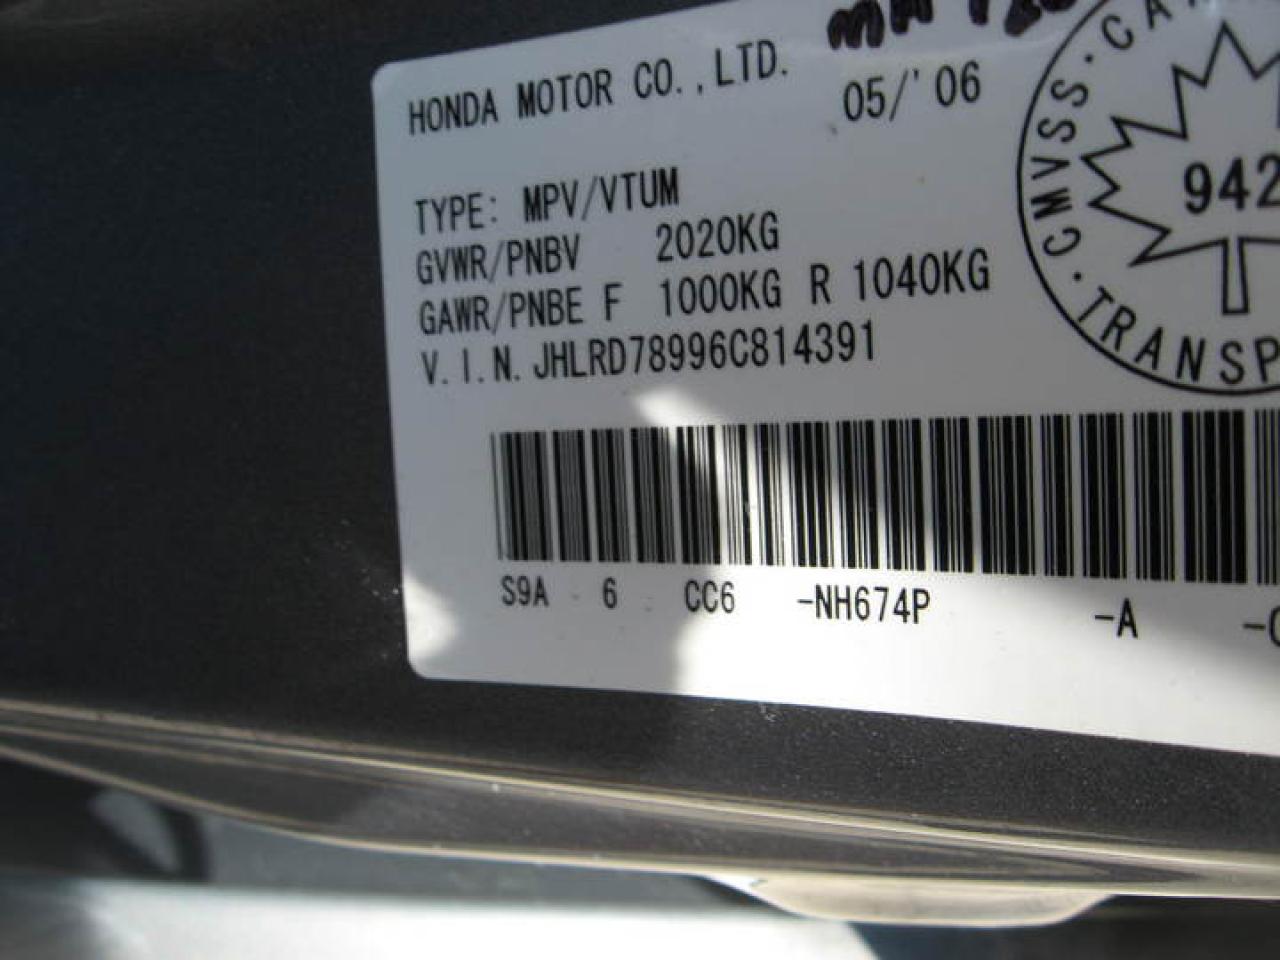 HONDA MOTOR CO., LTD.
05/'06
TYPE: MPV/VTUM
GVWR/PNBV 2020KG
GAWR/PNBE F 1000KG R 1040KG
V.I.N. JHLRD78996C814391
CMVSS
942
S9A 6 CC6 -NH674P -A